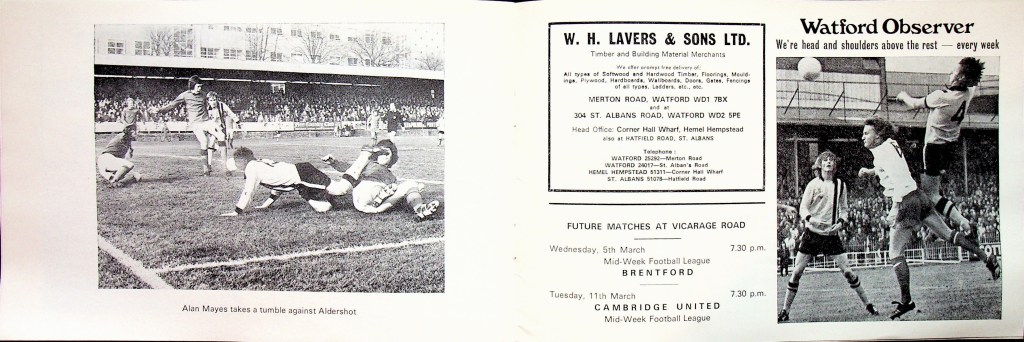 Alan Mayes takes a tumble against Aldershot
W. H. LAVERS & SONS LTD.
Timber and Building Material Merchants
We offer prompt free delivery of:
All types of Softwood and Hardwood Timber, Floorings, Mould-
ings, Plywood, Hardboards, Wallboards, Doors, Gates, Fencings
of all types, Ladders, etc., etc.
MERTON ROAD, WATFORD WD1 7BX
and at
304 ST. ALBANS ROAD, WATFORD WD2 5PE
Head Office: Corner Hall Wharf, Hemel Hempstead
also at HATFIELD ROAD, ST. ALBANS
Telephone:
WATFORD 25292—Merton Road
WATFORD 24017—St. Alban's Road
HEMEL HEMPSTEAD 51311—Corner Hall Wharf
ST. ALBANS 51078—Hatfield Road
FUTURE MATCHES AT VICARAGE ROAD
Wednesday, 5th March 7.30 p.m.
Mid-Week Football League
BRENTFORD
Tuesday, 11th March 7.30 p.m.
CAMBRIDGE UNITED
Mid-Week Football League
Watford Observer
We're head and shoulders above the rest — every week
4